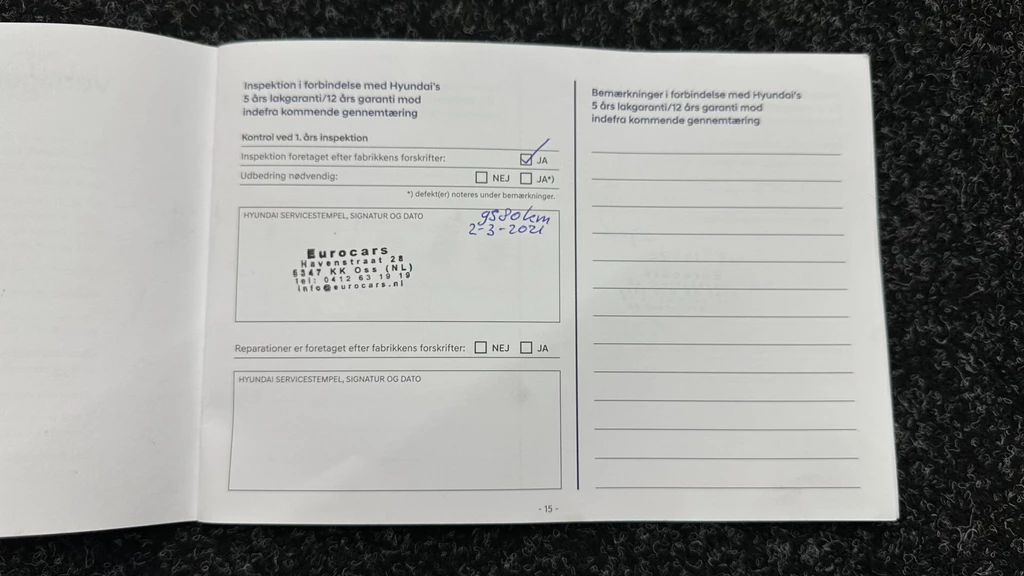 Inspektion i forbindelse med Hyundai's
5 års lakgaranti/12 års garanti mod
indefra kommende gennemtæring
Kontrol ved 1. års inspektion
Inspektion foretaget efter fabrikkens forskrifter: JA
Udbedring nødvendig: NEJ JA*)
*) defekt(er) noteres under bemærkninger.
HYUNDAI SERVICESTEMPEL, SIGNATUR OG DATO
9580 km
2-3-2021
Eurocars
Havenstraat 28
5347 KK Oss (NL)
Tel: 0412 63 19 19
info@eurocars.nl
Reparationer er foretaget efter fabrikkens forskrifter: NEJ JA
HYUNDAI SERVICESTEMPEL, SIGNATUR OG DATO
- 15 -
Bemærkninger i forbindelse med Hyundai's
5 års lakgaranti/12 års garanti mod
indefra kommende gennemtæring